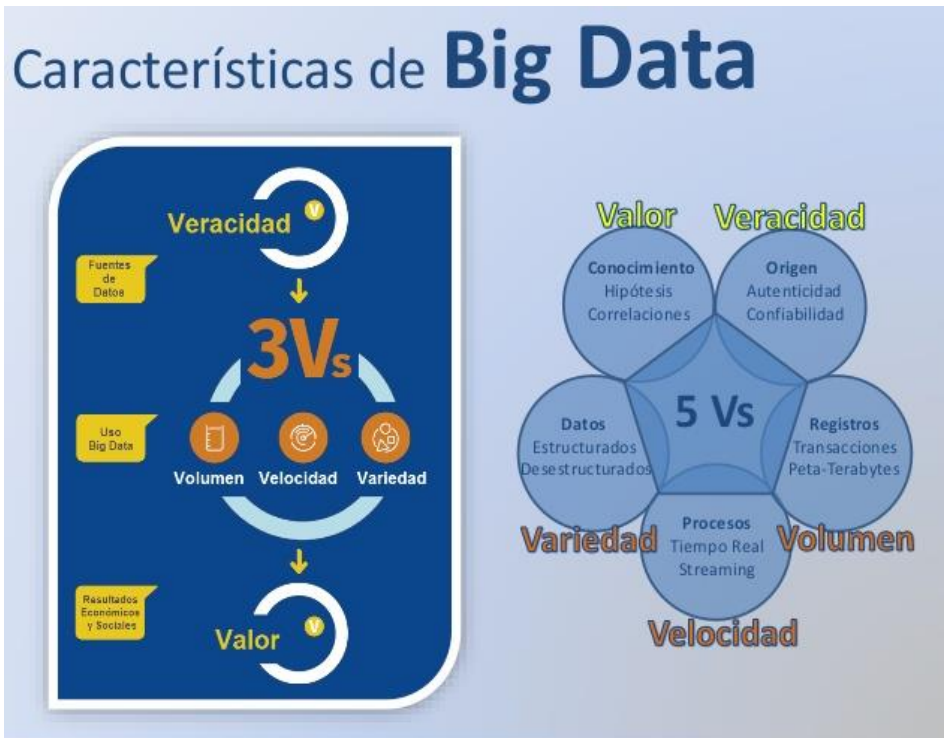 Características de Big Data
Veracidad V
Fuentes
de
Datos
3Vs
Uso
Big Data
Volumen Velocidad Variedad
Resultados
Económicos
y Sociales
Valor V
Valor
Conocimiento
Hipótesis
Correlaciones
Veracidad
Origen
Autenticidad
Confiabilidad
5 Vs
Datos
Estructurados
Desestructurados
Variedad
Registros
Transacciones
Peta-Terabytes
Volumen
Procesos
Tiempo Real
Streaming
Velocidad